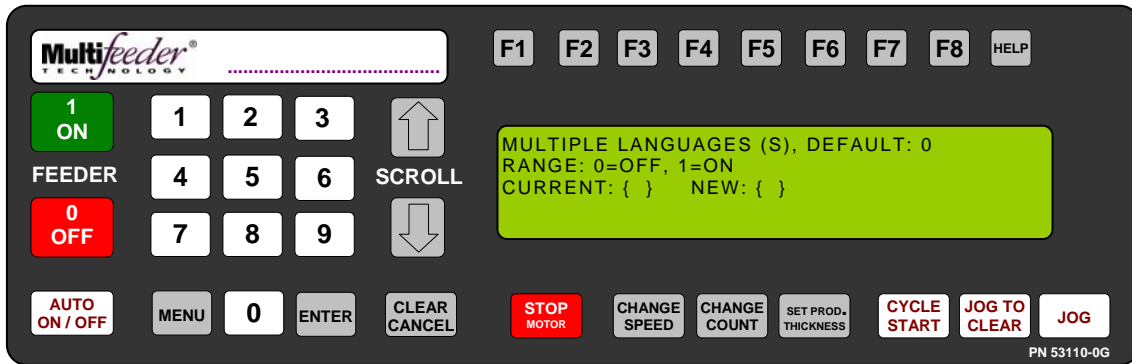 Multifeeder®
TECHNOLOGY
F1 F2 F3 F4 F5 F6 F7 F8 HELP
1 ON
FEEDER
0 OFF
1 2 3
4 5 6
7 8 9
SCROLL
MULTIPLE LANGUAGES (S), DEFAULT: 0
RANGE: 0=OFF, 1=ON
CURRENT: { } NEW: { }
AUTO
ON / OFF
MENU 0 ENTER
CLEAR
CANCEL
STOP
MOTOR
CHANGE
SPEED
CHANGE
COUNT
SET PROD.
THICKNESS
CYCLE
START
JOG TO
CLEAR
JOG
PN 53110-0G